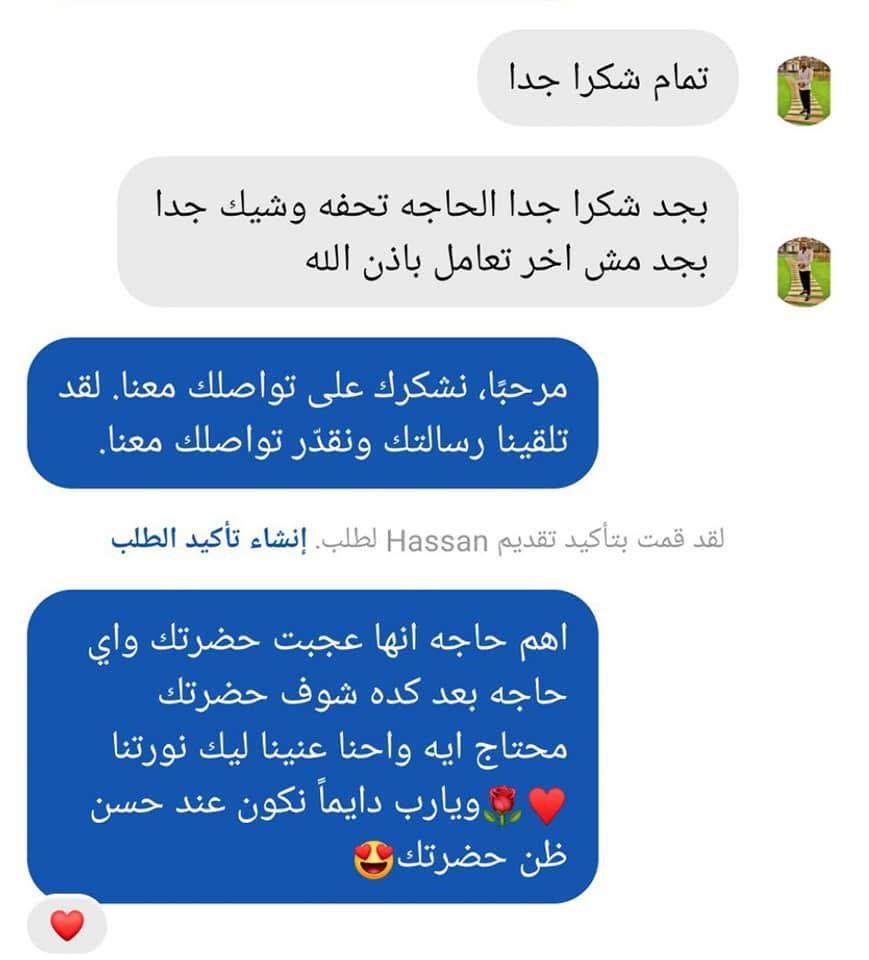 تمام شكرا جدا
بجد شكرا جدا الحاجه تحفه وشيك جدا
بجد مش اخر تعامل باذن الله
مرحبًا، نشكرك على تواصلك معنا. لقد
تلقينا رسالتك ونقدّر تواصلك معنا.
لقد قمت بتأكيد تقديم Hassan لطلب. إنشاء تأكيد الطلب
اهم حاجه انها عجبت حضرتك واي
حاجه بعد كده شوف حضرتك
محتاج ايه واحنا عنينا ليك نورتنا
❤️🌹ويارب دايماً نكون عند حسن
ظن حضرتك😍
❤️